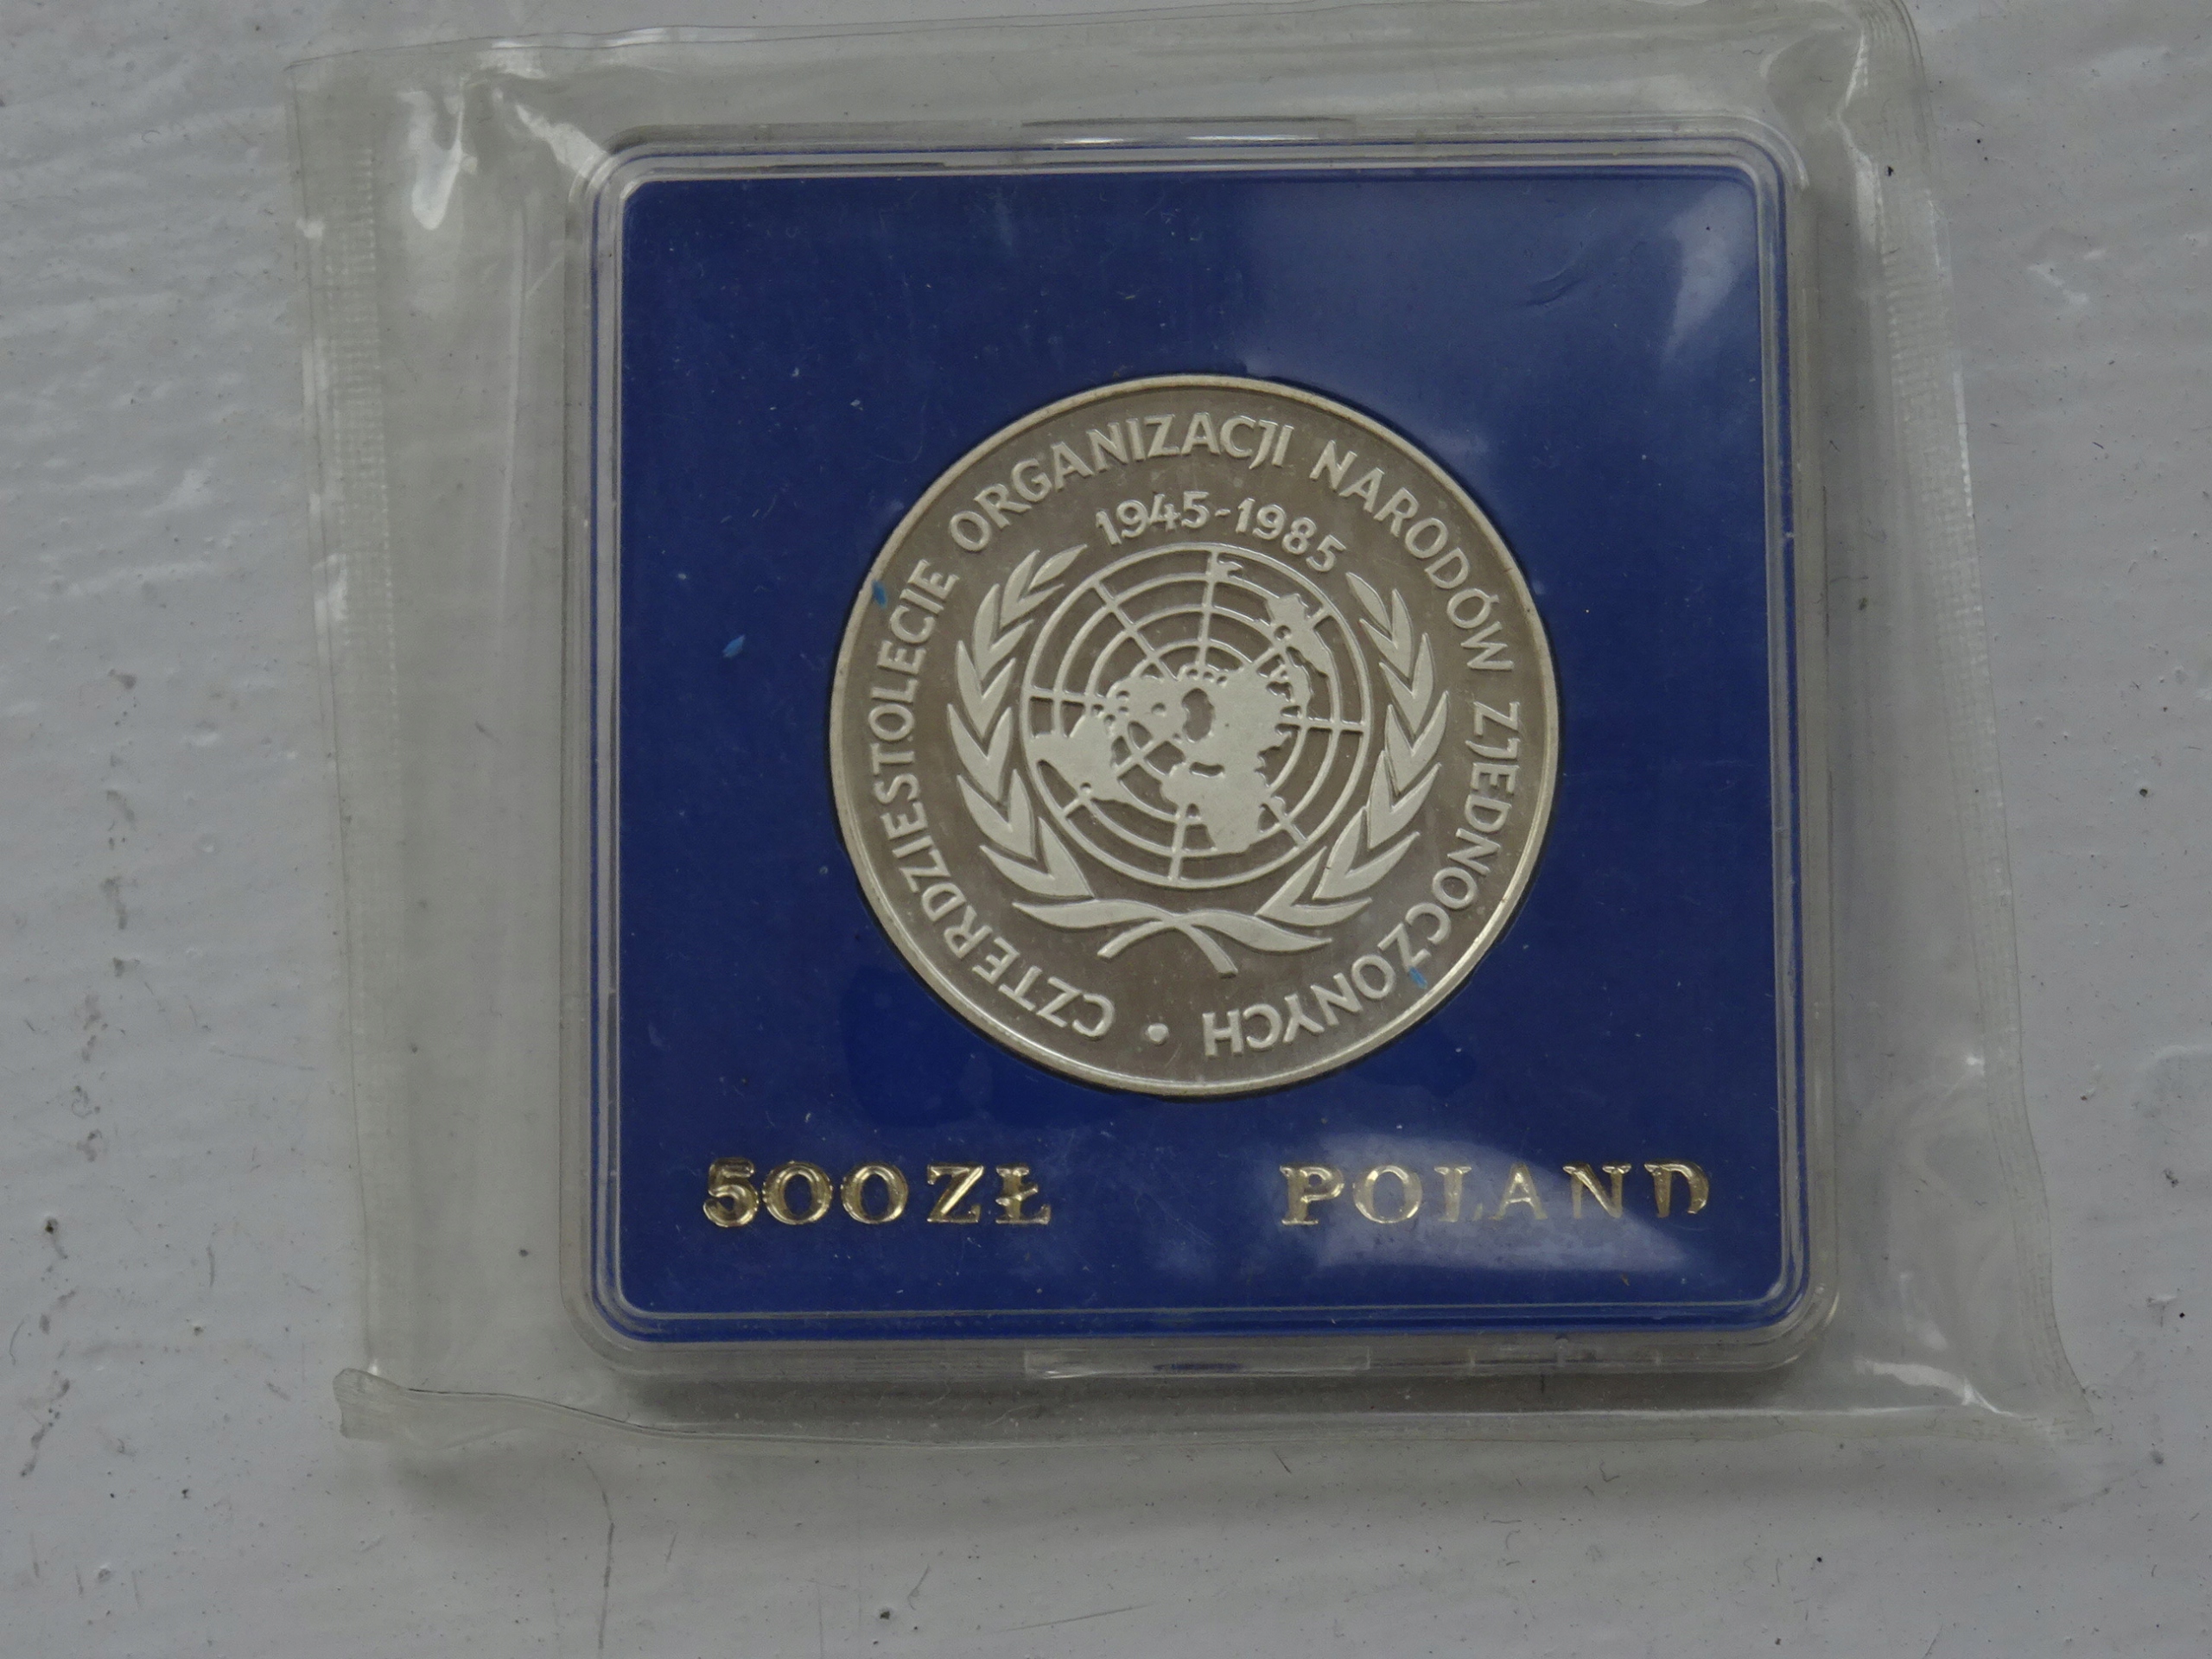 CZTERDZIESTOLECIE ORGANIZACJI NARODÓW ZJEDNOCZONYCH •
1945-1985
500 ZŁ POLAND